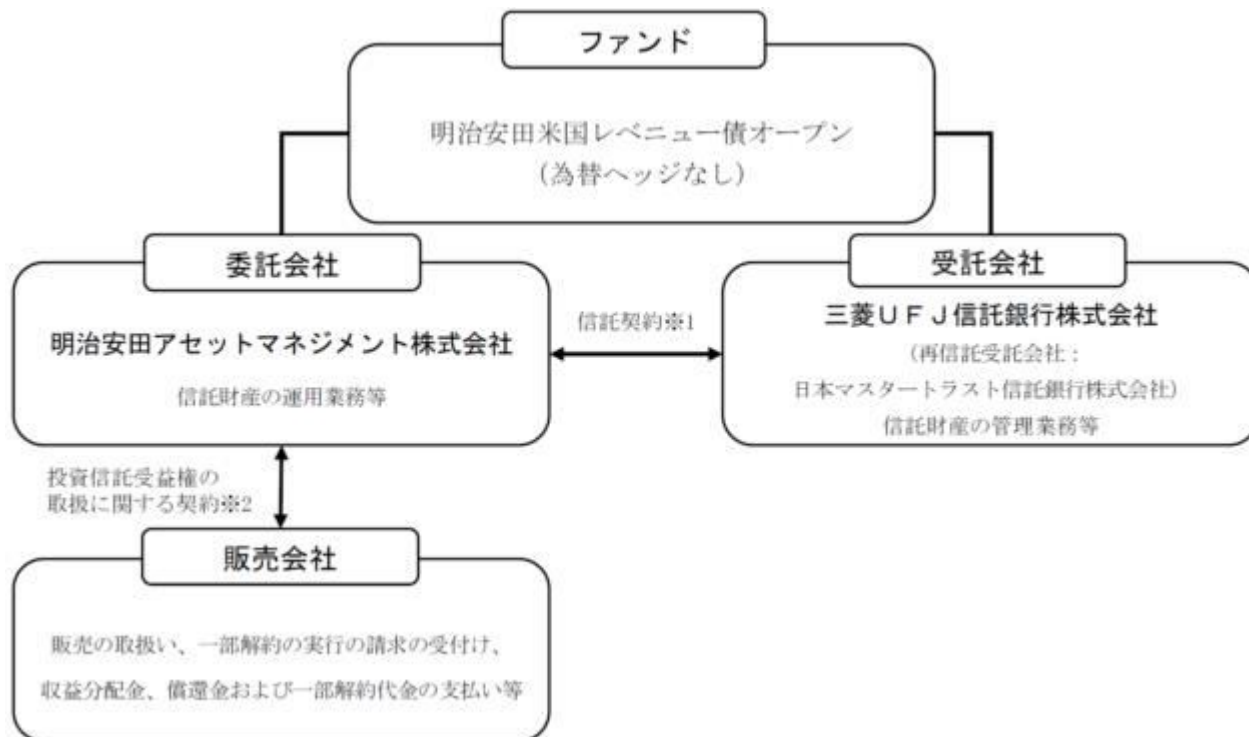 ファンド
明治安田米国レベニュー債オープン
(為替ヘッジなし)
委託会社
明治安田アセットマネジメント株式会社
信託財産の運用業務等
信託契約※1
受託会社
三菱ＵＦＪ信託銀行株式会社
(再信託受託会社：
日本マスタートラスト信託銀行株式会社)
信託財産の管理業務等
投資信託受益権の
取扱に関する契約※2
販売会社
販売の取扱い、一部解約の実行の請求の受付け、
収益分配金、償還金および一部解約代金の支払い等